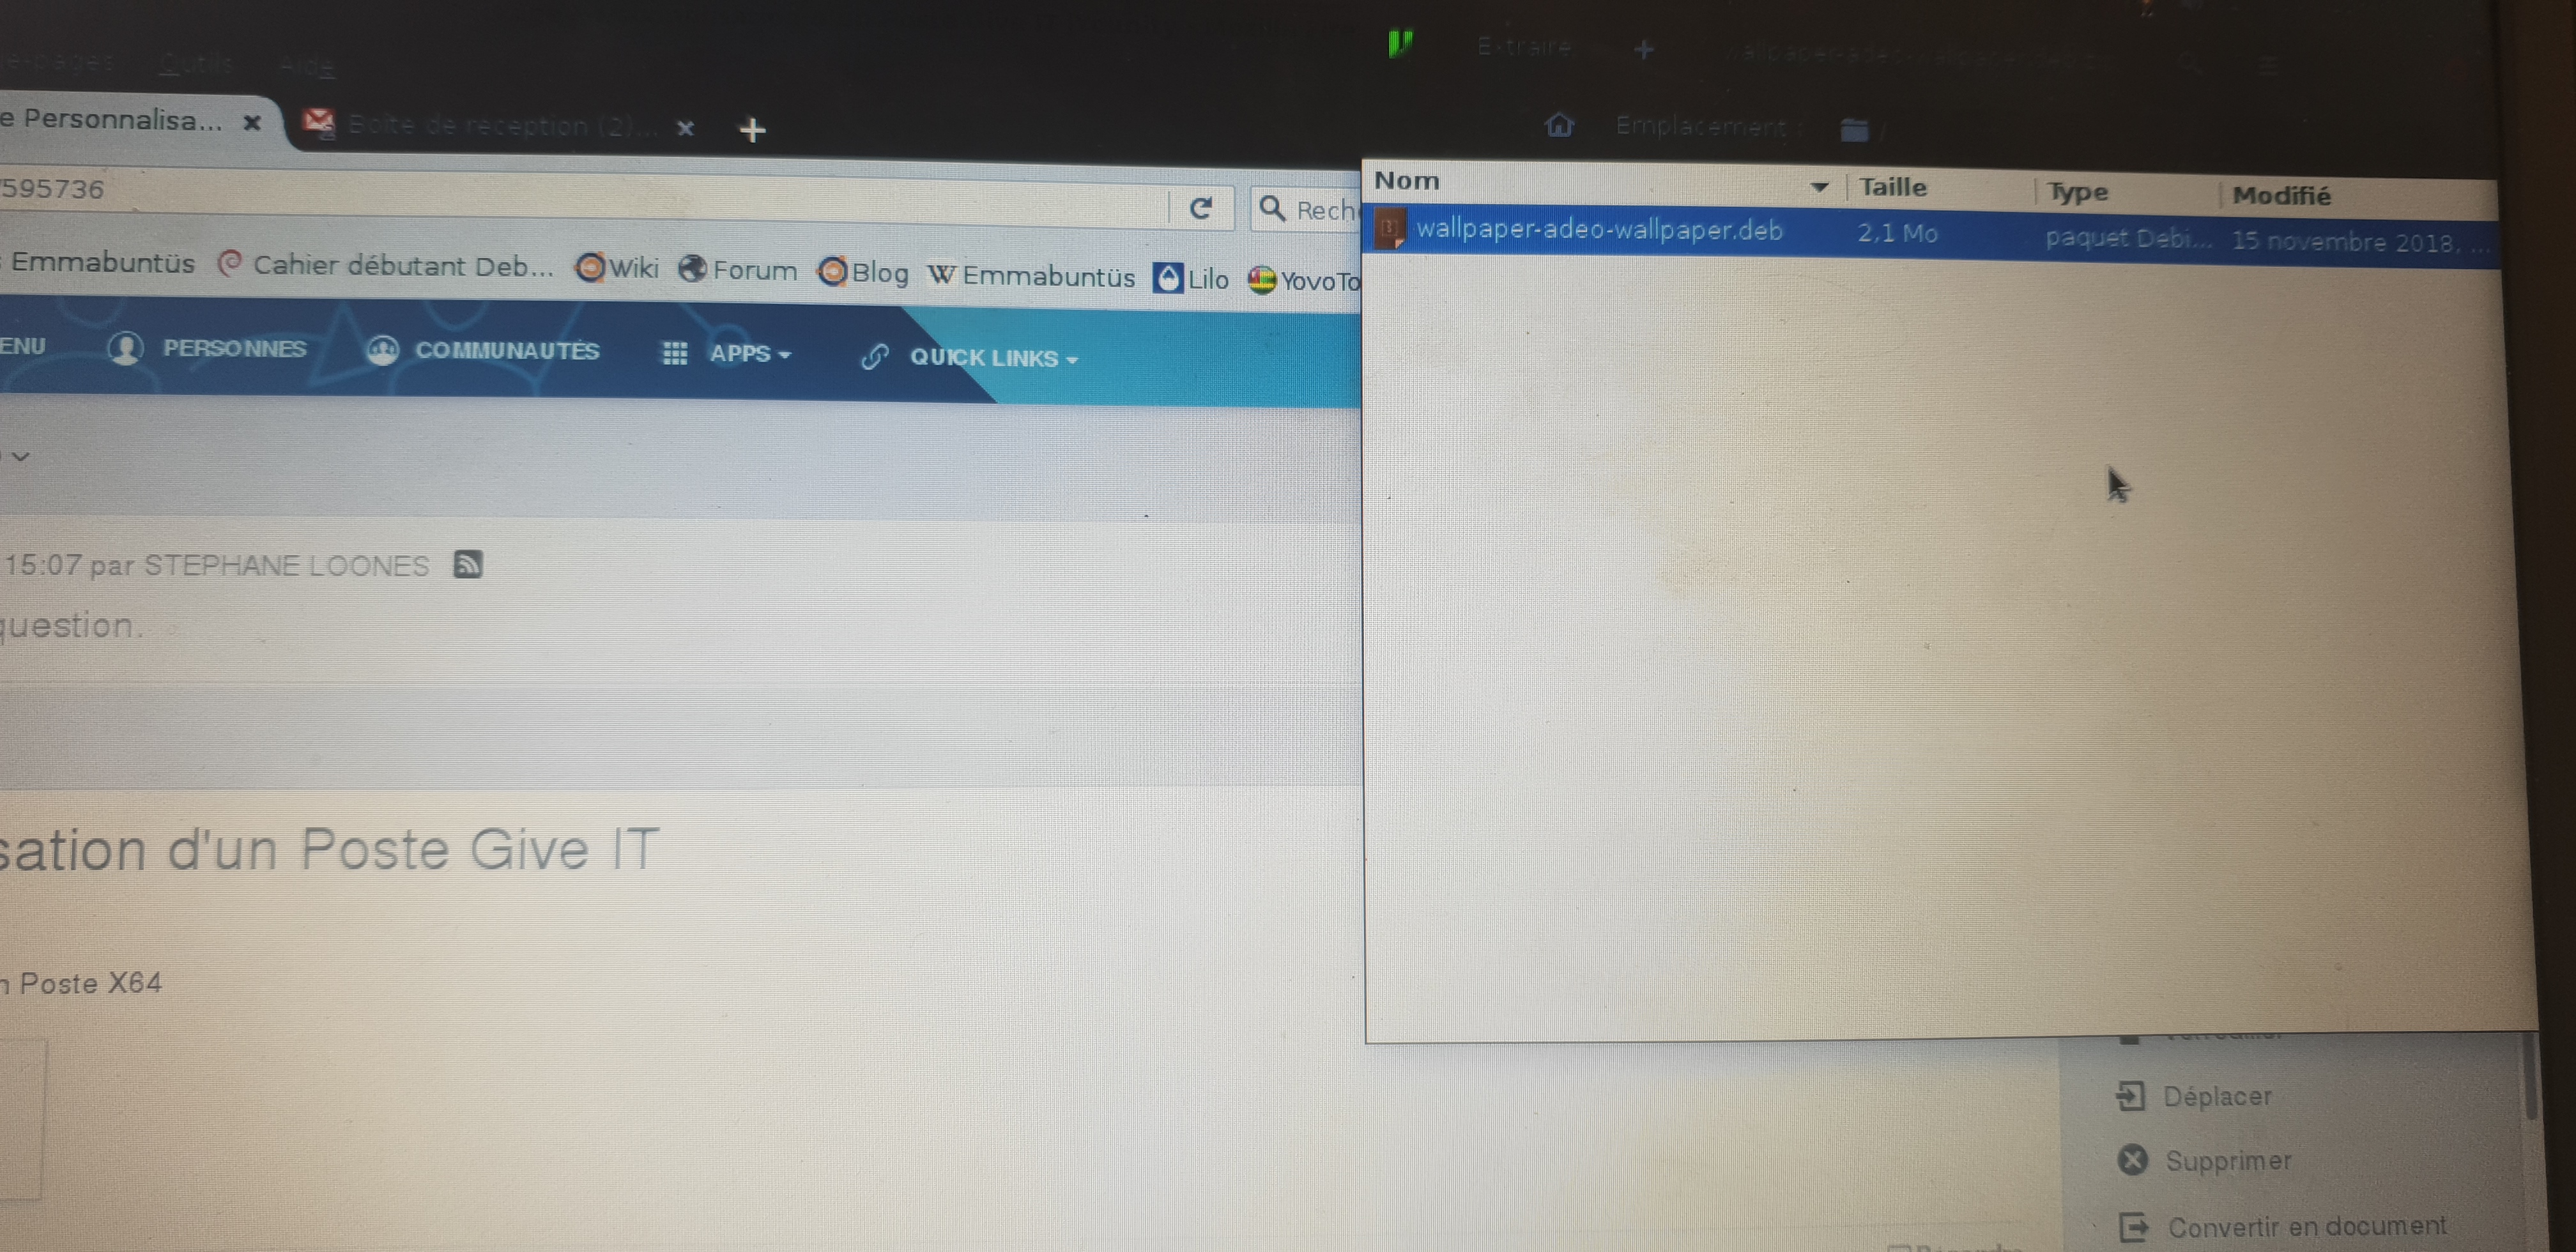 e-pages Outils Aide
e Personnalisa...
Boîte de réception (2)...
595736
Rech
Emmabuntüs Cahier débutant Deb... Wiki Forum Blog Emmabuntüs Lilo YovoTo
ENU PERSONNES COMMUNAUTÉS APPS QUICK LINKS
15:07 par STEPHANE LOONES
question.
sation d'un Poste Give IT
n Poste X64
Extraire +
Emplacement : /
Nom Taille Type Modifié
wallpaper-adeo-wallpaper.deb 2,1 Mo paquet Debi... 15 novembre 2018, ...
Déplacer
Supprimer
Convertir en document